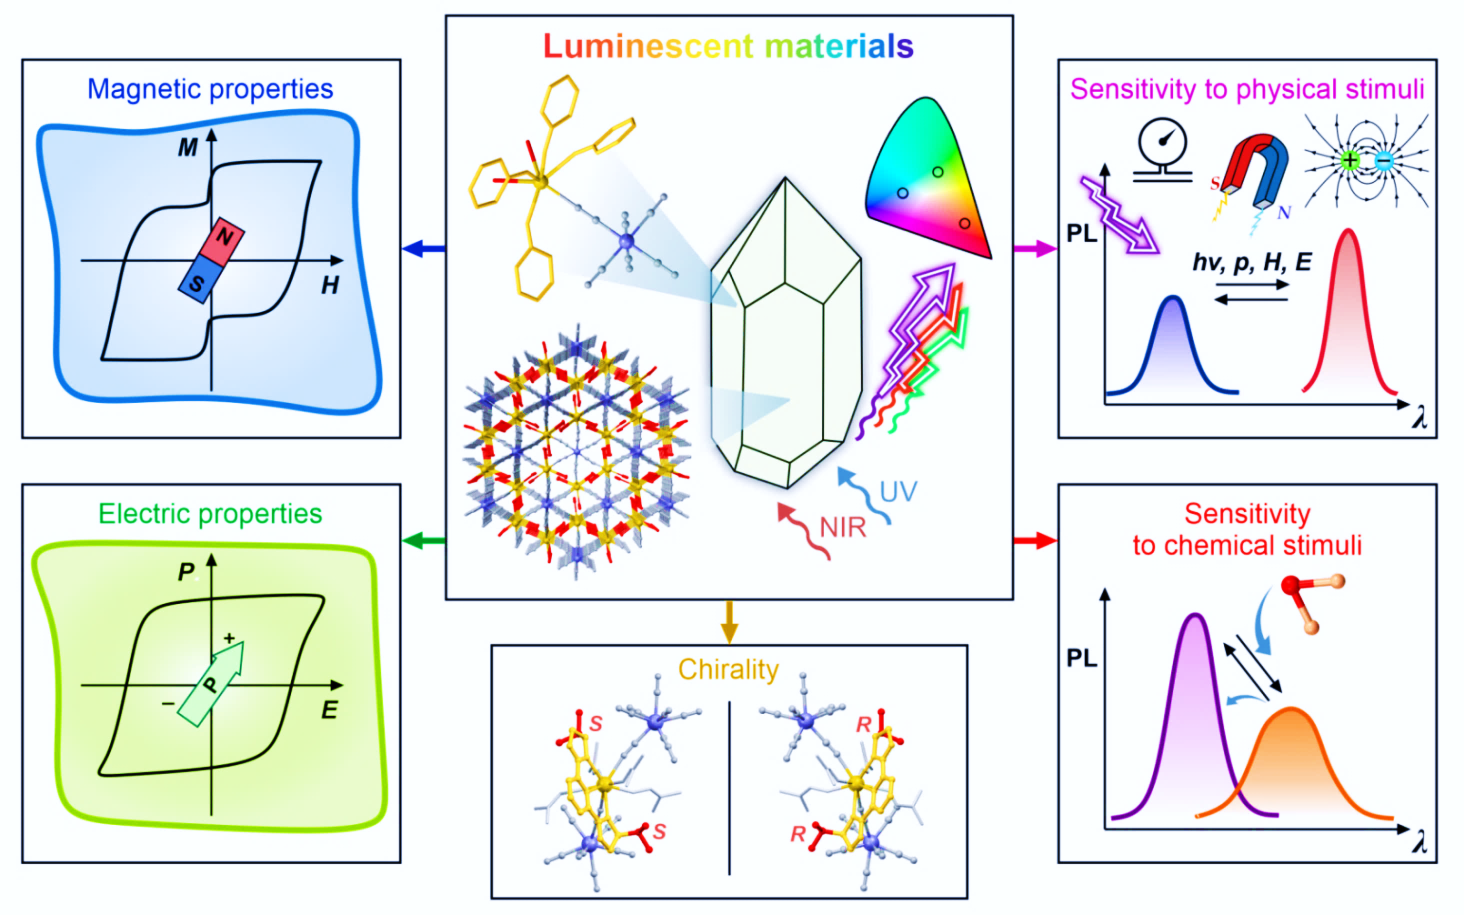 Luminescent materials
UV
NIR
Magnetic properties
M
N
S
H
Electric properties
P
+
P
−
E
Chirality
S
R
S
R
Sensitivity to physical stimuli
+
−
S
N
PL
hν, p, H, E
λ
Sensitivity
to chemical stimuli
PL
λ